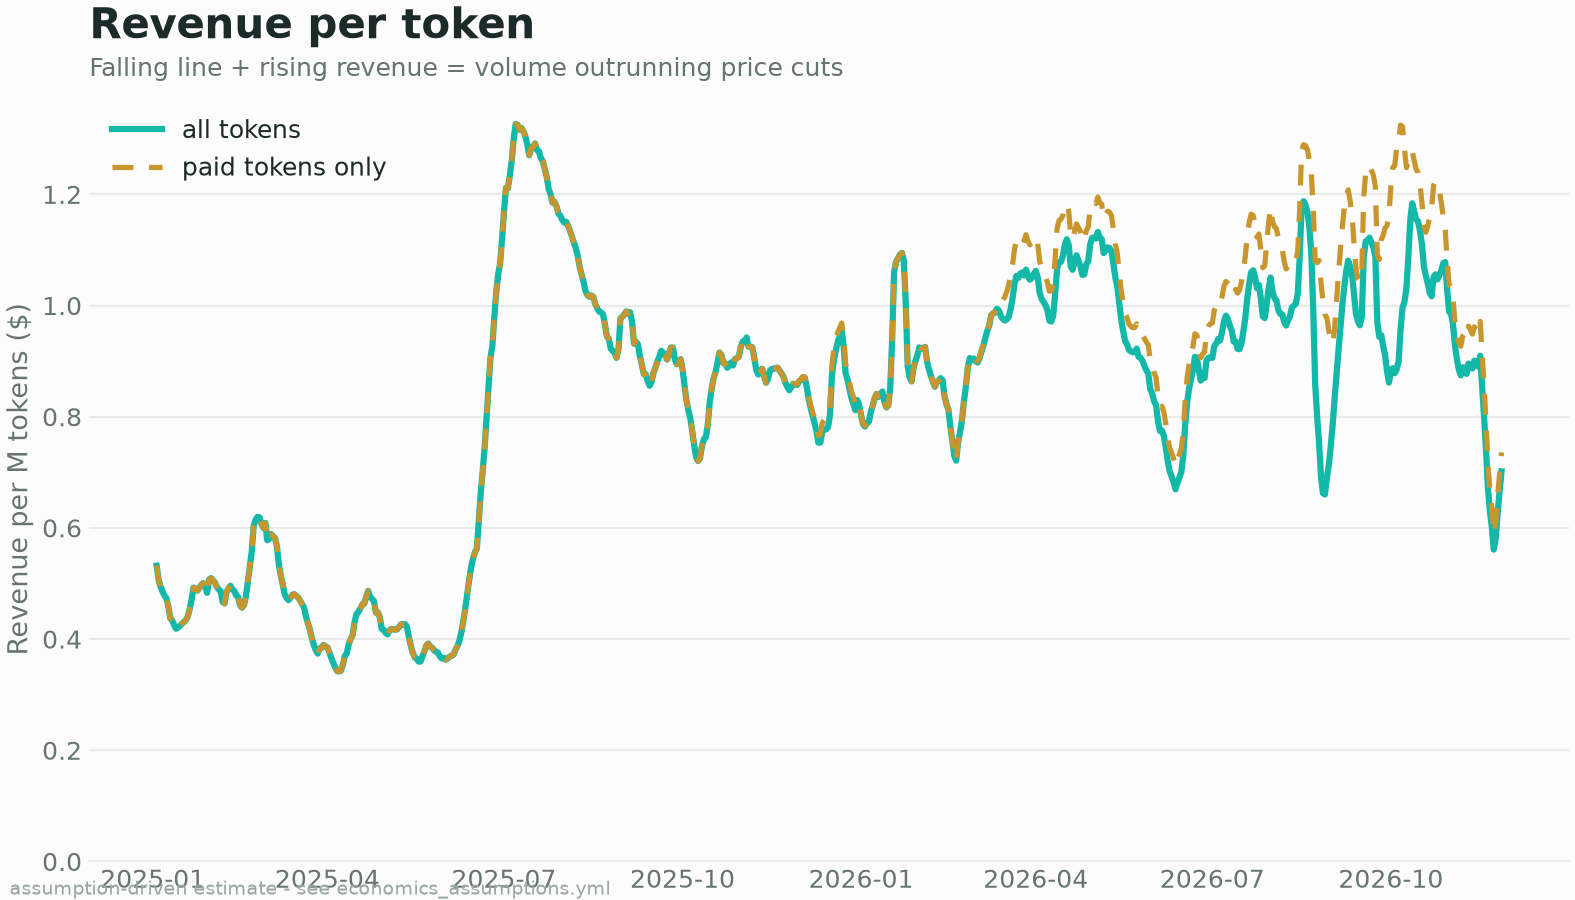 Revenue per token
Falling line + rising revenue = volume outrunning price cuts
all tokens
paid tokens only
Revenue per M tokens ($)
1.2
1.0
0.8
0.6
0.4
0.2
0.0
2025-01 2025-04 2025-07 2025-10 2026-01 2026-04 2026-07 2026-10
assumption-driven estimate - see economics_assumptions.yml